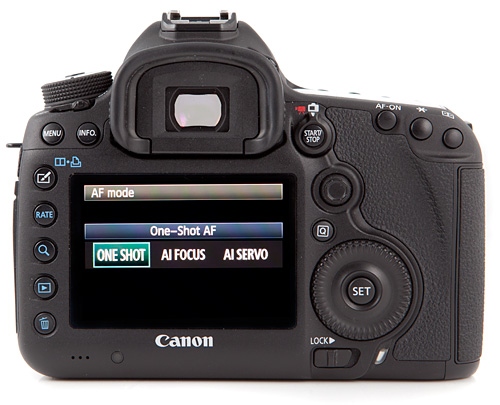 AF-ON
MENU
INFO.
START/
STOP
RATE
AF mode
One-Shot AF
ONE SHOT AI FOCUS AI SERVO
Q
SET
LOCK
Canon